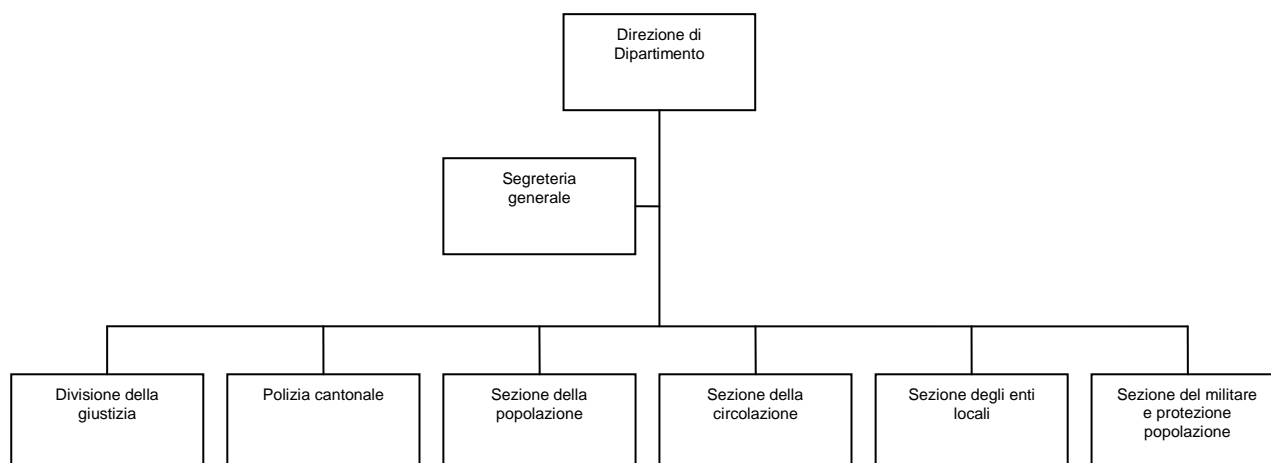 Direzione di
Dipartimento
Segreteria
generale
Divisione della
giustizia
Polizia cantonale
Sezione della
popolazione
Sezione della
circolazione
Sezione degli enti
locali
Sezione del militare
e protezione
popolazione